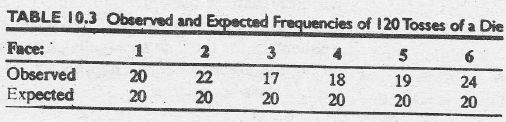 TABLE 10.3 Observed and Expected Frequencies of 120 Tosses of a Die
Face: 1 2 3 4 5 6
Observed 20 22 17 18 19 24
Expected 20 20 20 20 20 20